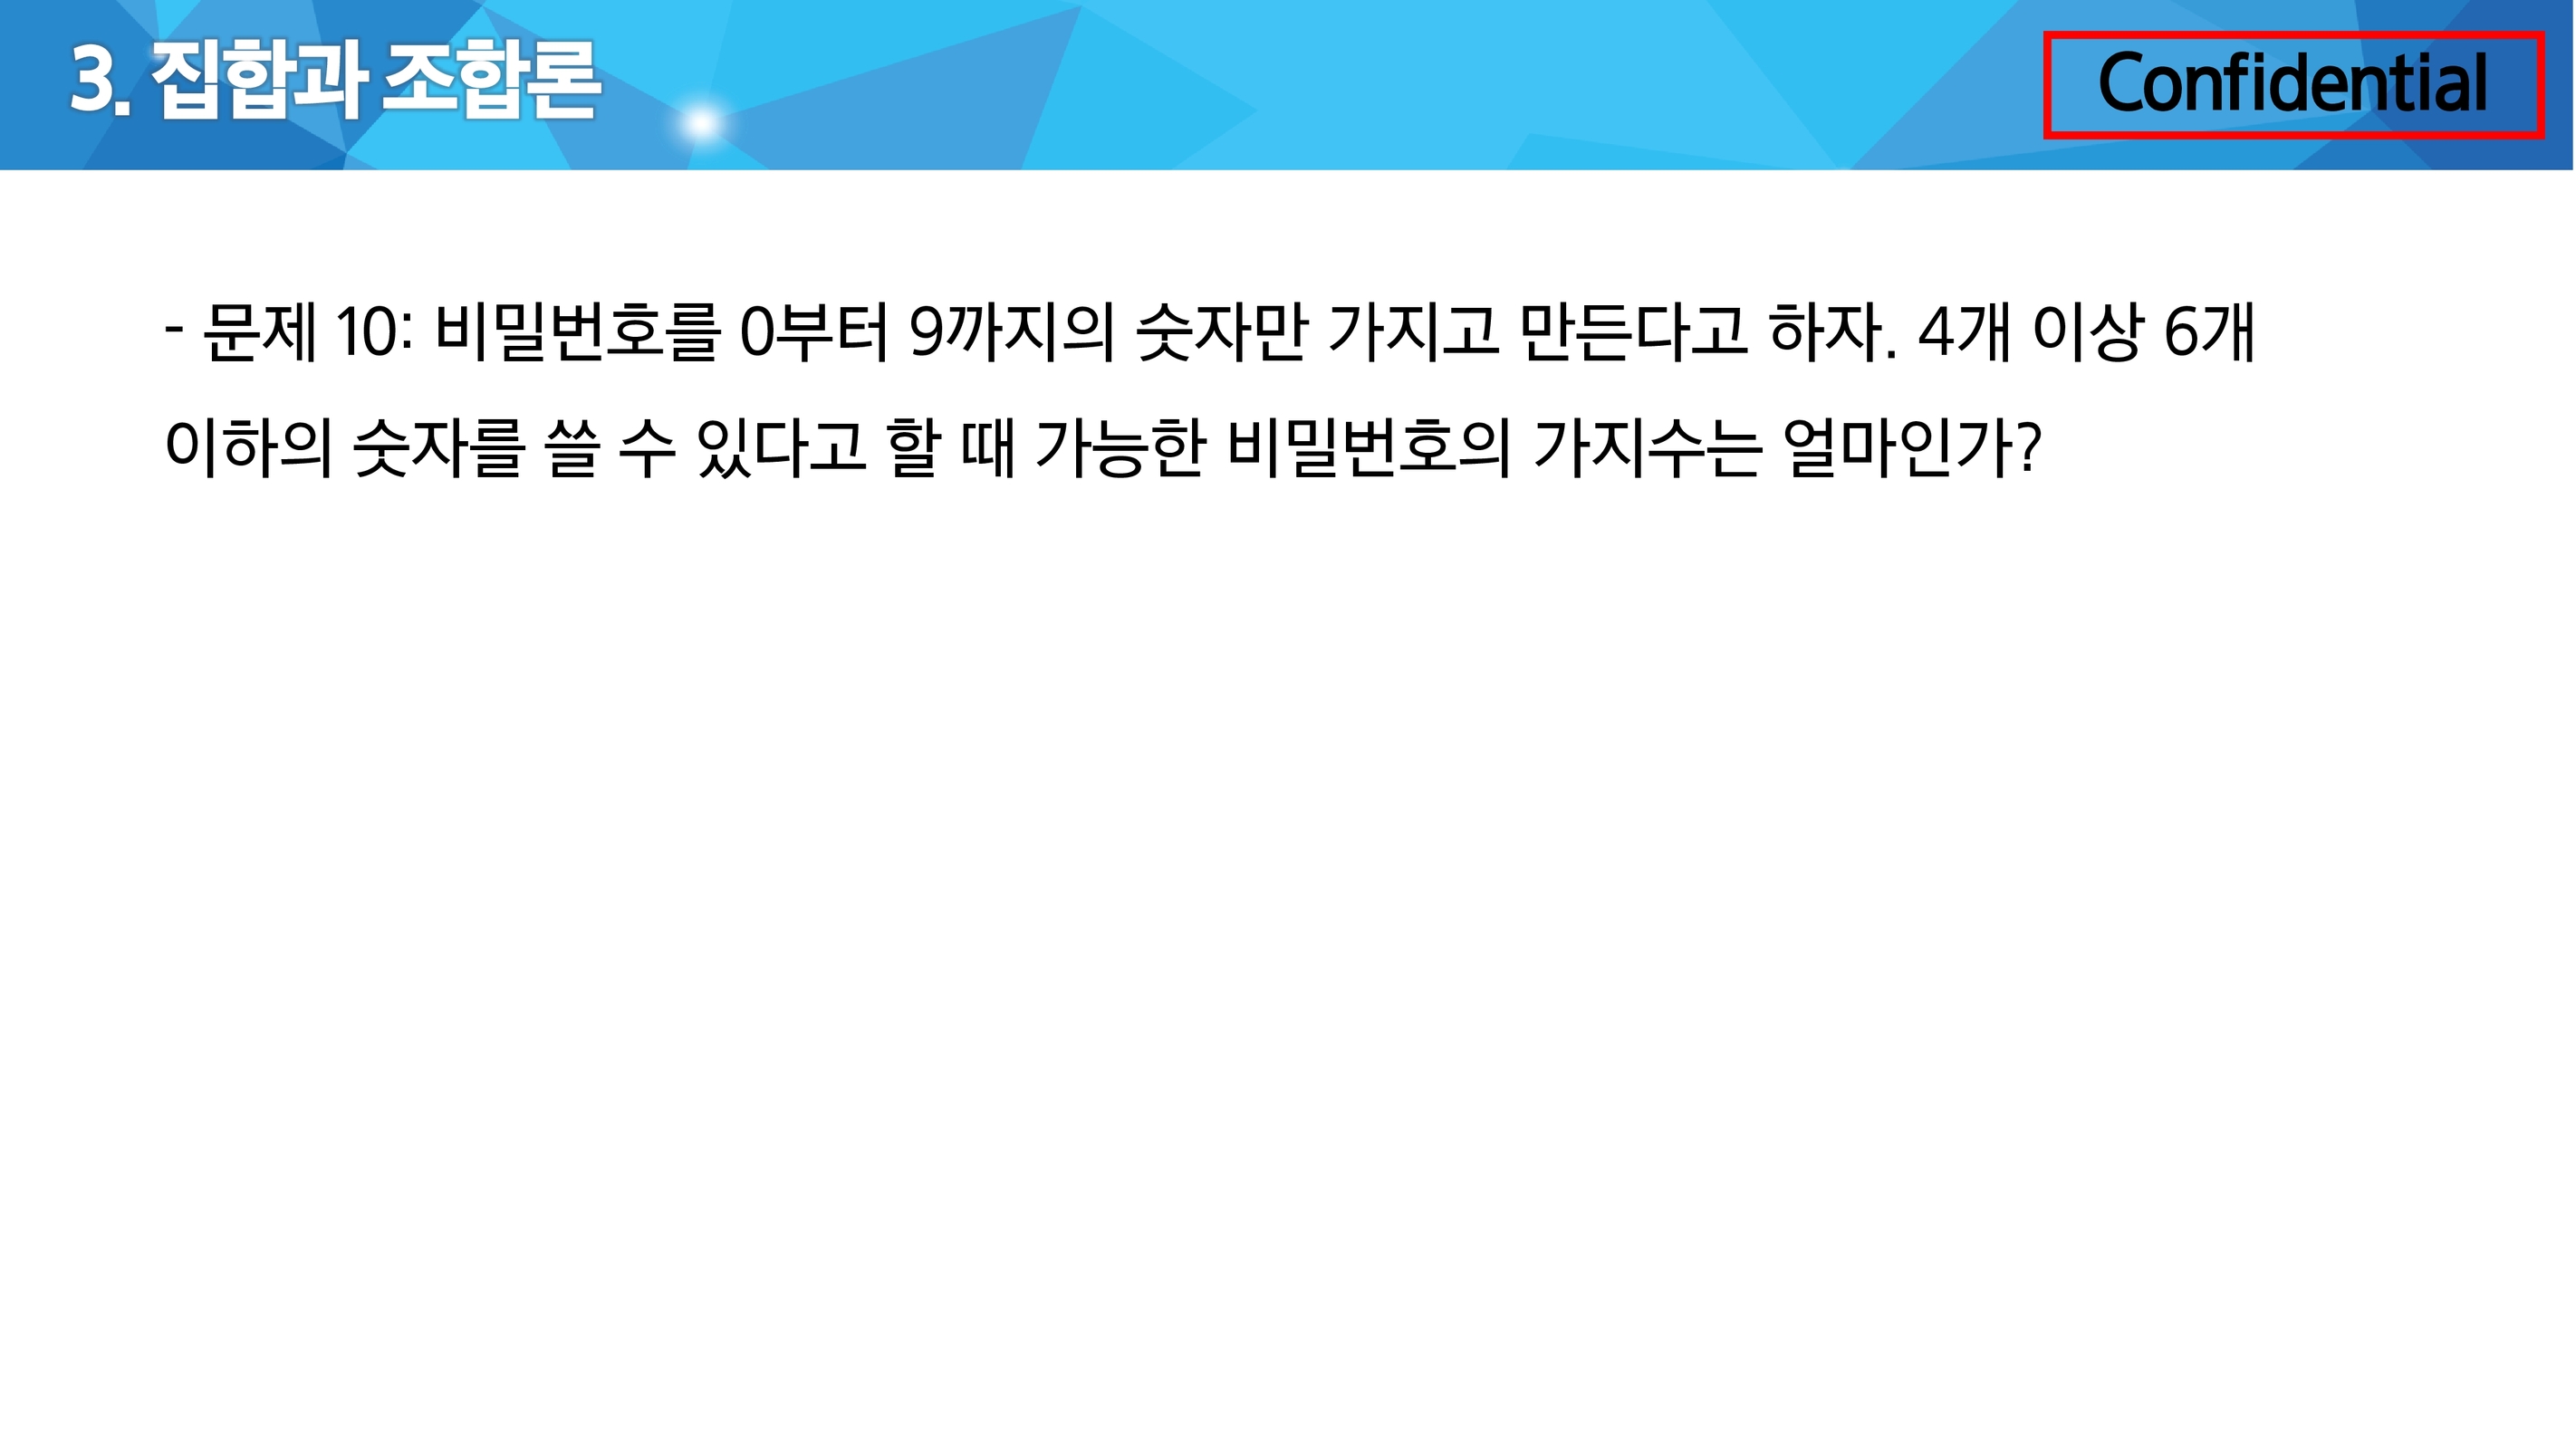 3. 집합과 조합론
Confidential
- 문제 10: 비밀번호를 0부터 9까지의 숫자만 가지고 만든다고 하자. 4개 이상 6개
이하의 숫자를 쓸 수 있다고 할 때 가능한 비밀번호의 가지수는 얼마인가?